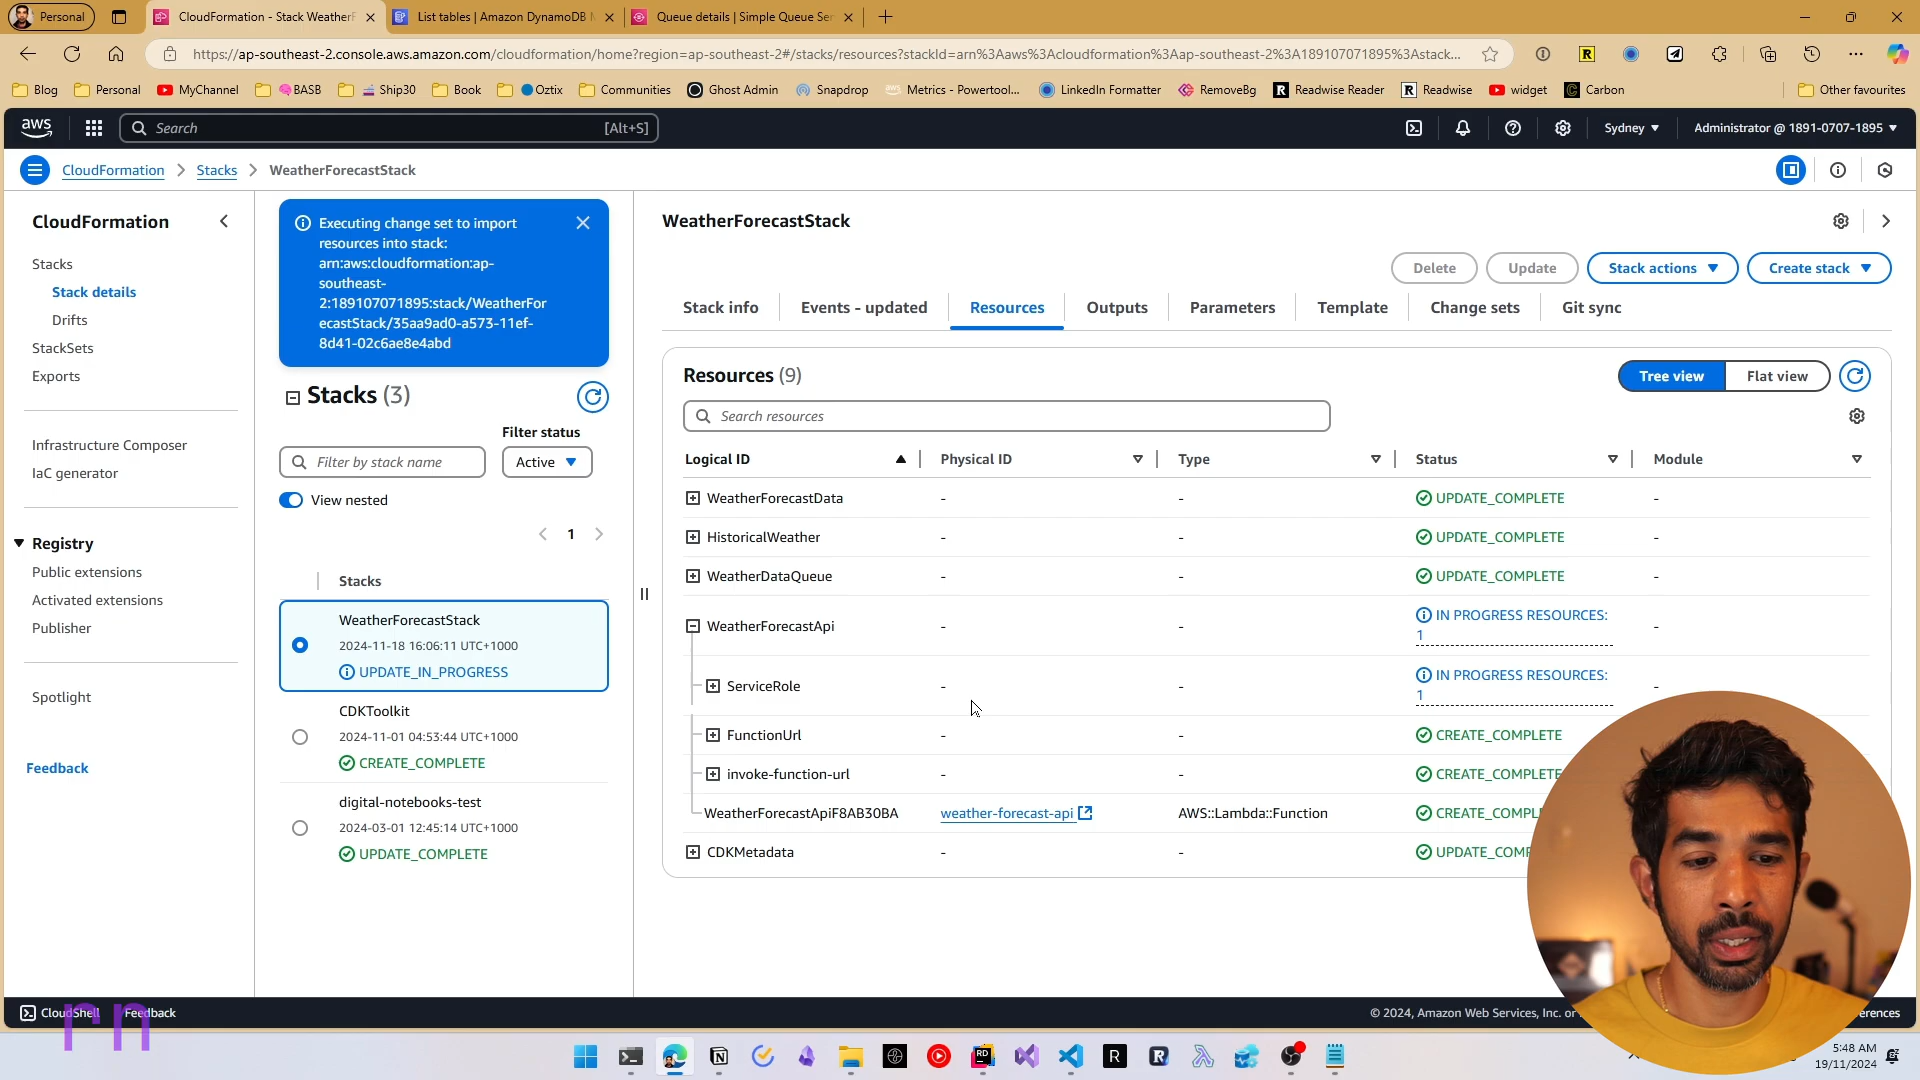 Personal
CloudFormation - Stack WeatherF
List tables | Amazon DynamoDB M
Queue details | Simple Queue Ser
https://ap-southeast-2.console.aws.amazon.com/cloudformation/home?region=ap-southeast-2#/stacks/resources?stackId=arn%3Aaws%3Acloudformation%3Aap-southeast-2%3A189107071895%3Astack...
Blog
Personal
MyChannel
BASB
Ship30
Book
Oztix
Communities
Ghost Admin
Snapdrop
Metrics - Powertool...
LinkedIn Formatter
RemoveBg
Readwise Reader
Readwise
widget
Carbon
Other favourites
aws
Search
[Alt+S]
Sydney
Administrator @ 1891-0707-1895
CloudFormation
Stacks
WeatherForecastStack
CloudFormation
Stacks
Stack details
Drifts
StackSets
Exports
Infrastructure Composer
IaC generator
Registry
Public extensions
Activated extensions
Publisher
Spotlight
Feedback
Executing change set to import
resources into stack:
arn:aws:cloudformation:ap-
southeast-
2:189107071895:stack/WeatherFor
ecastStack/35aa9ad0-a573-11ef-
8d41-02c6ae8e4abd
Stacks (3)
Filter status
Filter by stack name
Active
View nested
1
Stacks
WeatherForecastStack
2024-11-18 16:06:11 UTC+1000
UPDATE_IN_PROGRESS
CDKToolkit
2024-11-01 04:53:44 UTC+1000
CREATE_COMPLETE
digital-notebooks-test
2024-03-01 12:45:14 UTC+1000
UPDATE_COMPLETE
WeatherForecastStack
Delete
Update
Stack actions
Create stack
Stack info
Events - updated
Resources
Outputs
Parameters
Template
Change sets
Git sync
Resources (9)
Tree view
Flat view
Search resources
Logical ID
Physical ID
Type
Status
Module
WeatherForecastData - - UPDATE_COMPLETE -
HistoricalWeather - - UPDATE_COMPLETE -
WeatherDataQueue - - UPDATE_COMPLETE -
WeatherForecastApi - - IN PROGRESS RESOURCES: -
1
ServiceRole - - IN PROGRESS RESOURCES: -
1
FunctionUrl - - CREATE_COMPLETE
invoke-function-url - - CREATE_COMPLETE
WeatherForecastApiF8AB30BA weather-forecast-api AWS::Lambda::Function CREATE_COMPL
CDKMetadata - - UPDATE_COMP
CloudShell
Feedback
© 2024, Amazon Web Services, Inc. or
erences
rn
5:48 AM
19/11/2024